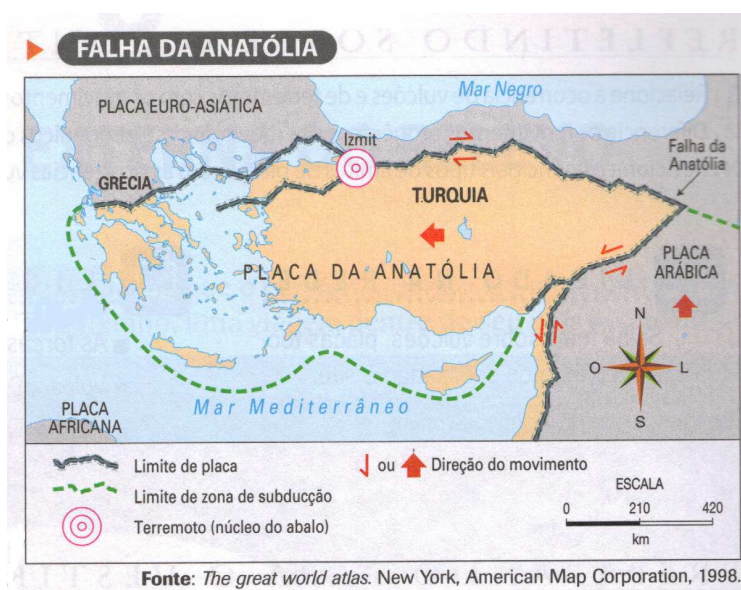 FALHA DA ANATÓLIA
PLACA EURO-ASIÁTICA
Mar Negro
Izmit
Falha da
Anatólia
GRÉCIA
TURQUIA
PLACA
ARÁBICA
PLACA DA ANATÓLIA
N
O
L
S
PLACA
AFRICANA
Mar Mediterrâneo
Limite de placa
ou
Direção do movimento
Limite de zona de subducção
Terremoto (núcleo do abalo)
ESCALA
0 210 420
km
Fonte: The great world atlas. New York, American Map Corporation, 1998.